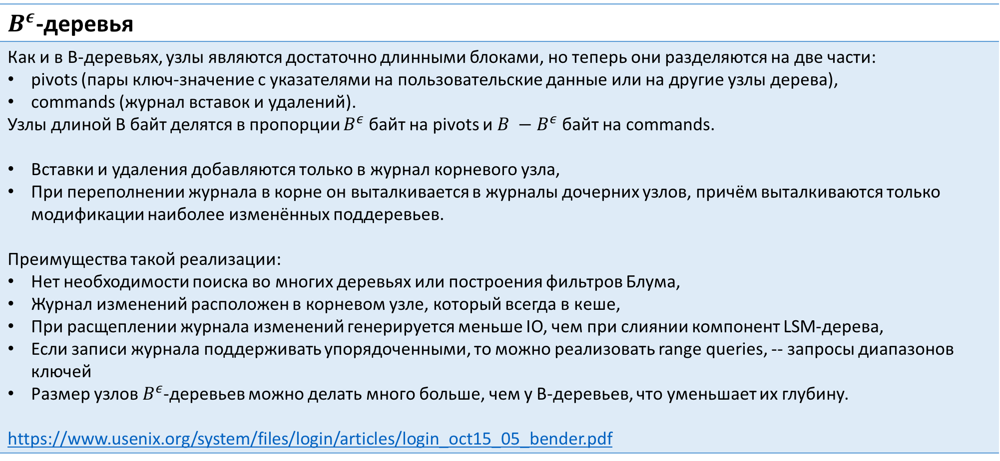 B^ϵ-деревья
Как и в B-деревьях, узлы являются достаточно длинными блоками, но теперь они разделяются на две части:
• pivots (пары ключ-значение с указателями на пользовательские данные или на другие узлы дерева),
• commands (журнал вставок и удалений).
Узлы длиной B байт делятся в пропорции B^ϵ байт на pivots и B − B^ϵ байт на commands.
• Вставки и удаления добавляются только в журнал корневого узла,
• При переполнении журнала в корне он выталкивается в журналы дочерних узлов, причём выталкиваются только
модификации наиболее изменённых поддеревьев.
Преимущества такой реализации:
• Нет необходимости поиска во многих деревьях или построения фильтров Блума,
• Журнал изменений расположен в корневом узле, который всегда в кеше,
• При расщеплении журнала изменений генерируется меньше IO, чем при слиянии компонент LSM-дерева,
• Если записи журнала поддерживать упорядоченными, то можно реализовать range queries, -- запросы диапазонов
ключей
• Размер узлов B^ϵ-деревьев можно делать много больше, чем у B-деревьев, что уменьшает их глубину.
https://www.usenix.org/system/files/login/articles/login_oct15_05_bender.pdf